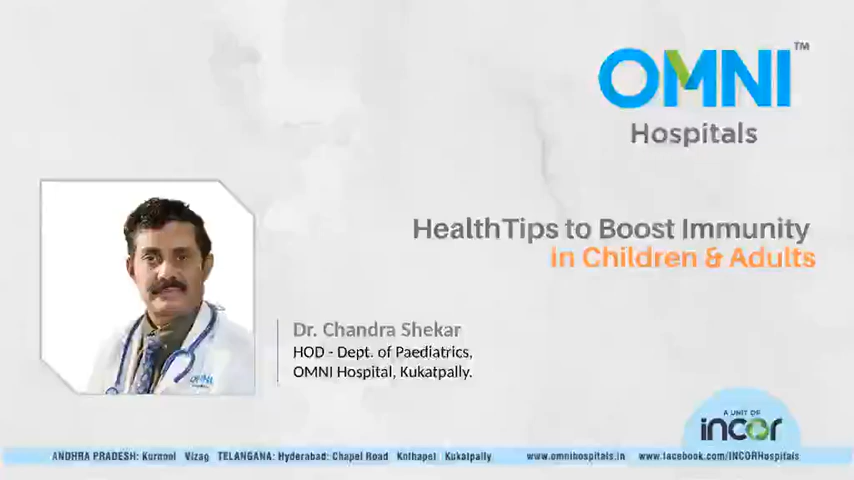 OMNI™
Hospitals
HealthTips to Boost Immunity
in Children & Adults
Dr. Chandra Shekar
HOD - Dept. of Paediatrics,
OMNI Hospital, Kukatpally.
OMNI
A UNIT OF
incor
ANDHRA PRADESH: Kurnool Vizag TELANGANA: Hyderabad: Chapel Road Kothapet Kukatpally www.omnihospitals.in www.facebook.com/INCORHospitals